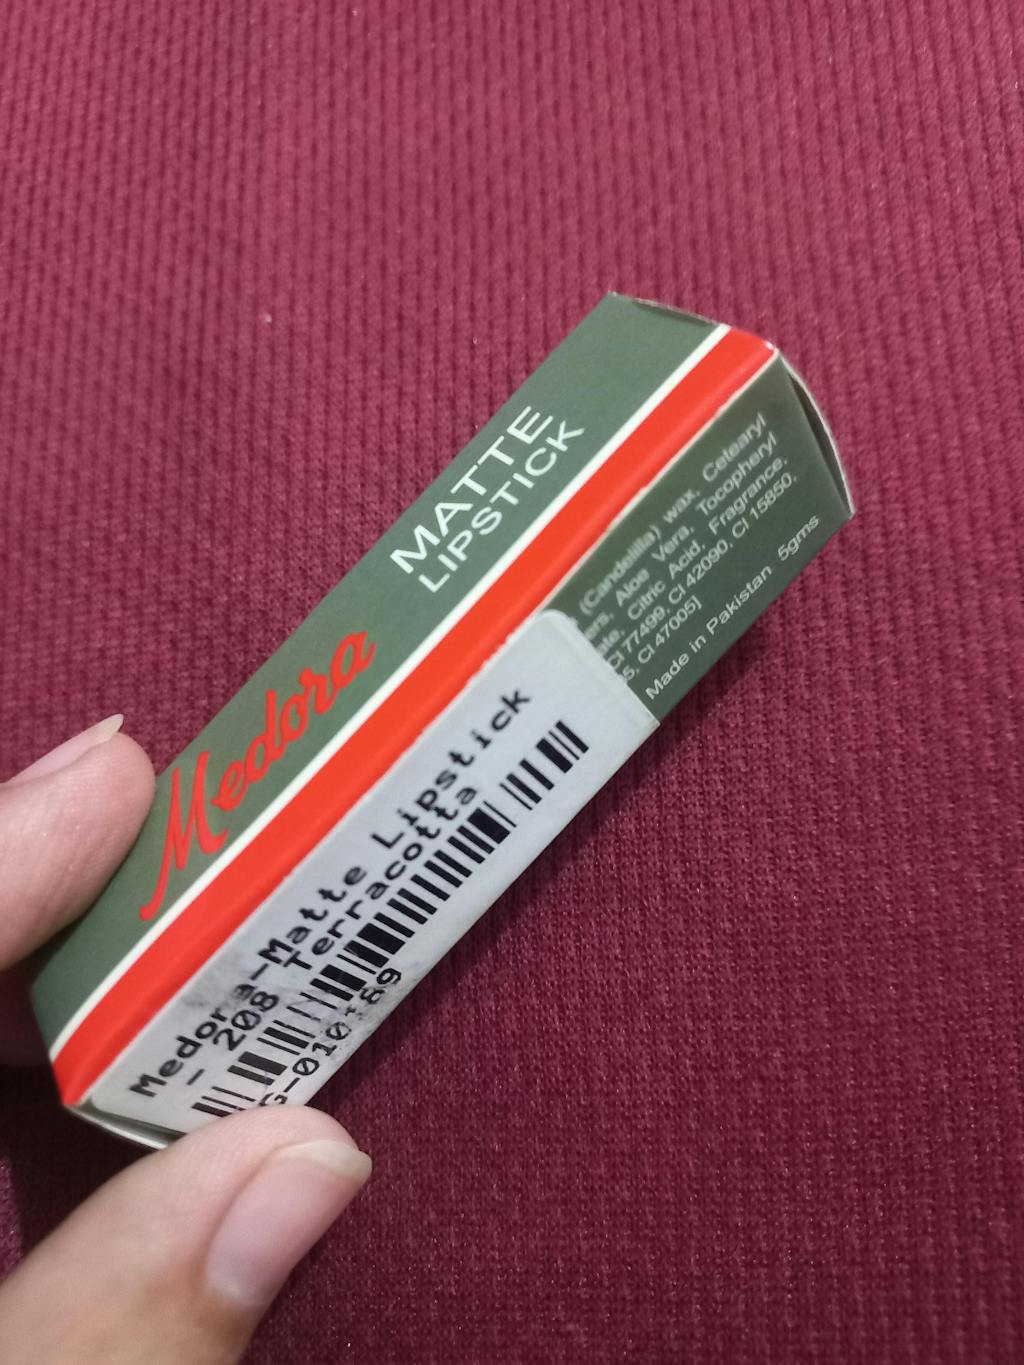 MATTE
LIPSTICK
Medora
(Candelilla) wax, Cetearyl
Aloe Vera, Tocopheryl
Citric Acid, Fragrance,
CI 77499, CI 42090, CI 15850,
CI 47005]
Made in Pakistan 5gms
Medora-Matte Lipstick
- 208 Terracotta